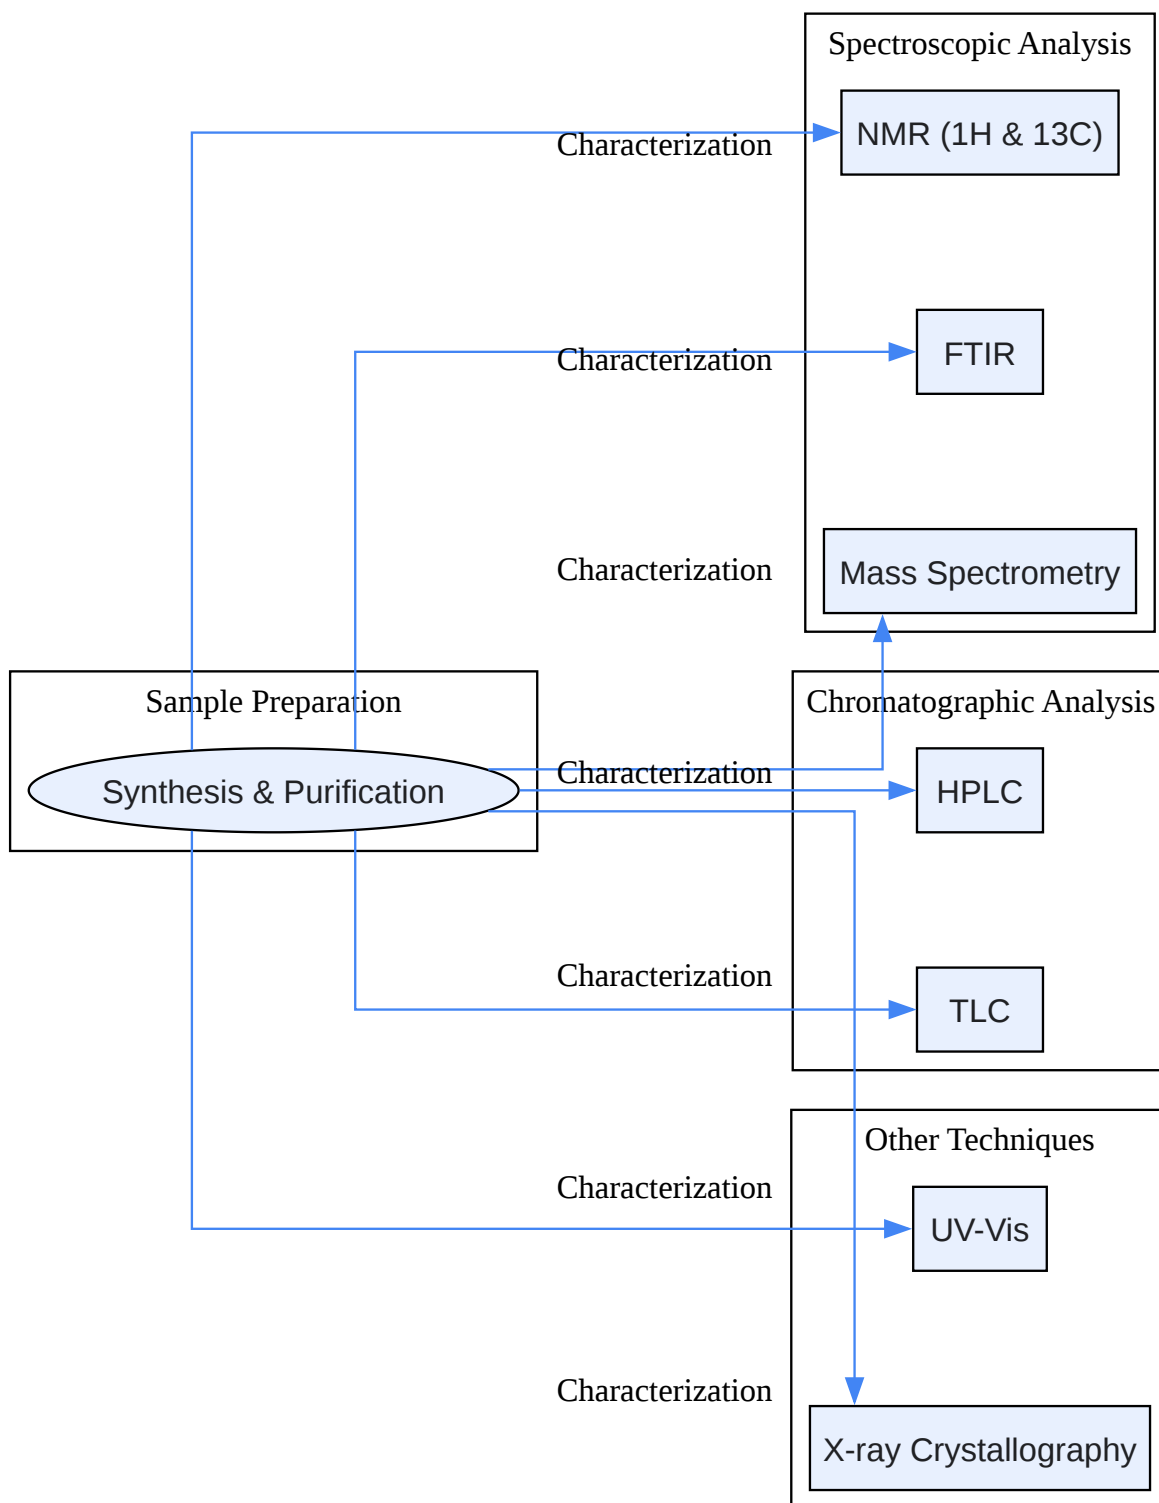 Spectroscopic Analysis
Characterization
NMR (1H & 13C)
Characterization
FTIR
Characterization
Mass Spectrometry
Sample Preparation
Chromatographic Analysis
Synthesis & Purification
Characterization
HPLC
Characterization
TLC
Other Techniques
Characterization
UV-Vis
Characterization
X-ray Crystallography